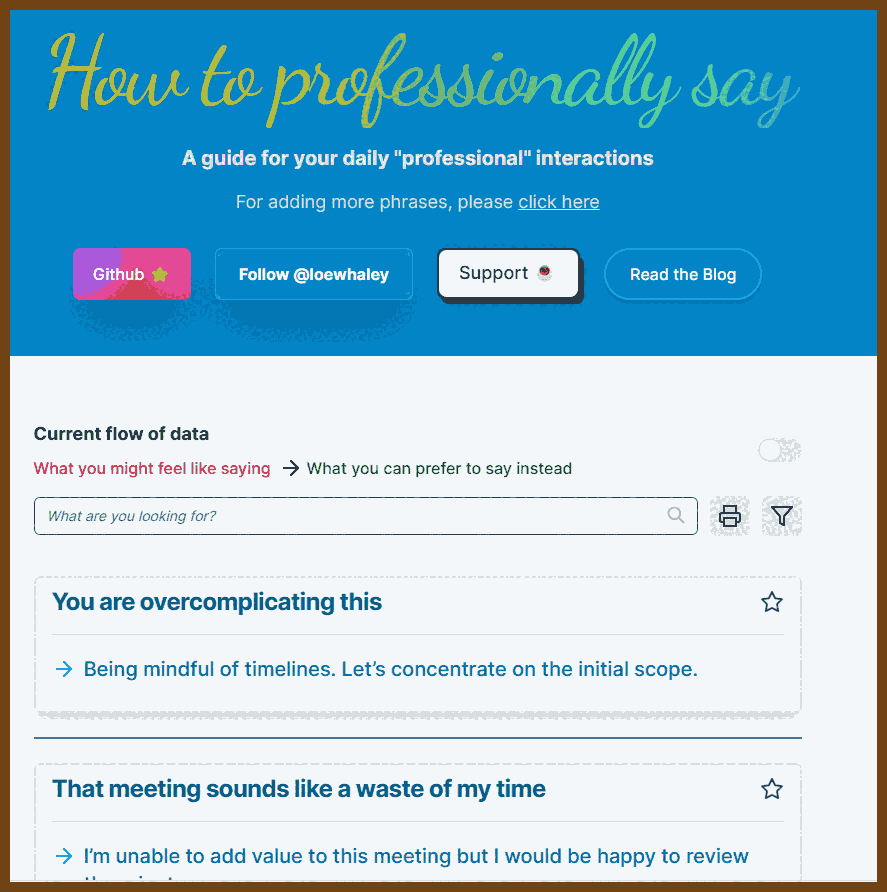 How to professionally say
A guide for your daily "professional" interactions
For adding more phrases, please click here
Github
Follow @loewhaley
Support
Read the Blog
Current flow of data
What you might feel like saying → What you can prefer to say instead
What are you looking for?
You are overcomplicating this
→ Being mindful of timelines. Let’s concentrate on the initial scope.
That meeting sounds like a waste of my time
→ I’m unable to add value to this meeting but I would be happy to review